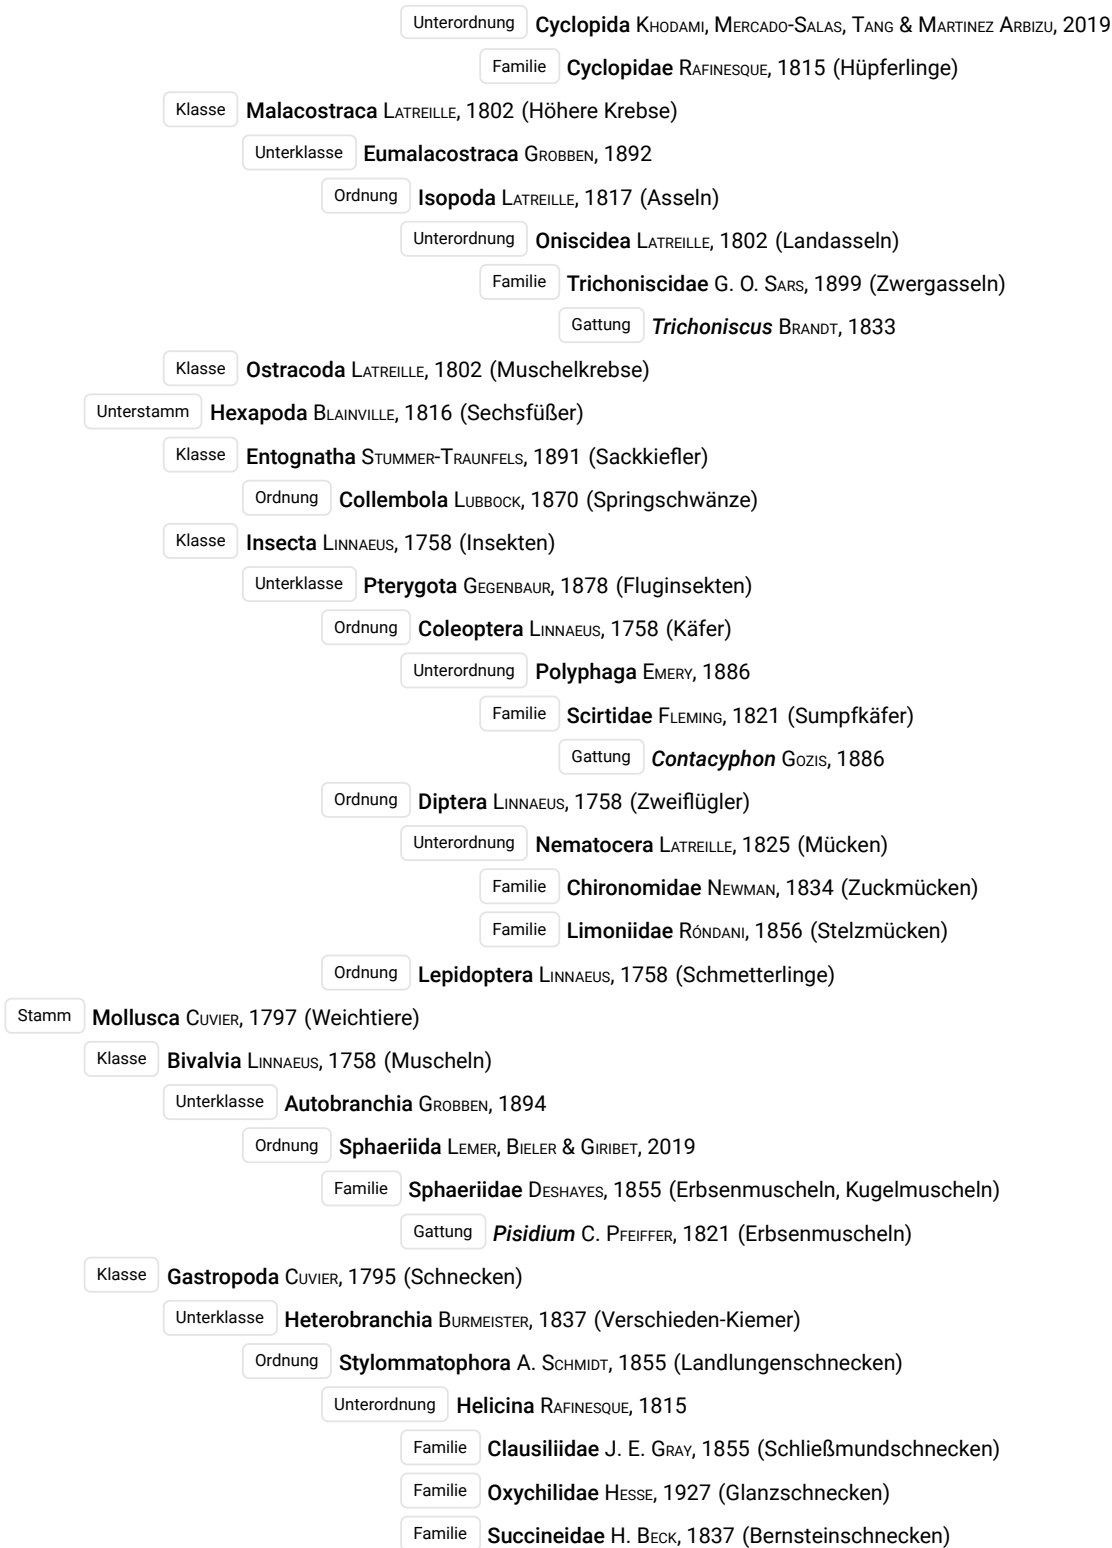 Unterordnung Cyclopida Khodami, Mercado-Salas, Tang & Martinez Arbizu, 2019
Familie Cyclopidae Rafinesque, 1815 (Hüpferlinge)
Klasse Malacostraca Latreille, 1802 (Höhere Krebse)
Unterklasse Eumalacostraca Grobben, 1892
Ordnung Isopoda Latreille, 1817 (Asseln)
Unterordnung Oniscidea Latreille, 1802 (Landasseln)
Familie Trichoniscidae G. O. Sars, 1899 (Zwergasseln)
Gattung Trichoniscus Brandt, 1833
Klasse Ostracoda Latreille, 1802 (Muschelkrebse)
Unterstamm Hexapoda Blainville, 1816 (Sechsfüßer)
Klasse Entognatha Stummer-Traunfels, 1891 (Sackkiefler)
Ordnung Collembola Lubbock, 1870 (Springschwänze)
Klasse Insecta Linnaeus, 1758 (Insekten)
Unterklasse Pterygota Gegenbaur, 1878 (Fluginsekten)
Ordnung Coleoptera Linnaeus, 1758 (Käfer)
Unterordnung Polyphaga Emery, 1886
Familie Scirtidae Fleming, 1821 (Sumpfkäfer)
Gattung Contacyphon Gozis, 1886
Ordnung Diptera Linnaeus, 1758 (Zweiflügler)
Unterordnung Nematocera Latreille, 1825 (Mücken)
Familie Chironomidae Newman, 1834 (Zuckmücken)
Familie Limoniidae Róndani, 1856 (Stelzmücken)
Ordnung Lepidoptera Linnaeus, 1758 (Schmetterlinge)
Stamm Mollusca Cuvier, 1797 (Weichtiere)
Klasse Bivalvia Linnaeus, 1758 (Muscheln)
Unterklasse Autobranchia Grobben, 1894
Ordnung Sphaeriida Lemer, Bieler & Giribet, 2019
Familie Sphaeriidae Deshayes, 1855 (Erbsenmuscheln, Kugelmuscheln)
Gattung Pisidium C. Pfeiffer, 1821 (Erbsenmuscheln)
Klasse Gastropoda Cuvier, 1795 (Schnecken)
Unterklasse Heterobranchia Burmeister, 1837 (Verschieden-Kiemer)
Ordnung Stylommatophora A. Schmidt, 1855 (Landlungenschnecken)
Unterordnung Helicina Rafinesque, 1815
Familie Clausiliidae J. E. Gray, 1855 (Schließmundschnecken)
Familie Oxychilidae Hesse, 1927 (Glanzschnecken)
Familie Succineidae H. Beck, 1837 (Bernsteinschnecken)